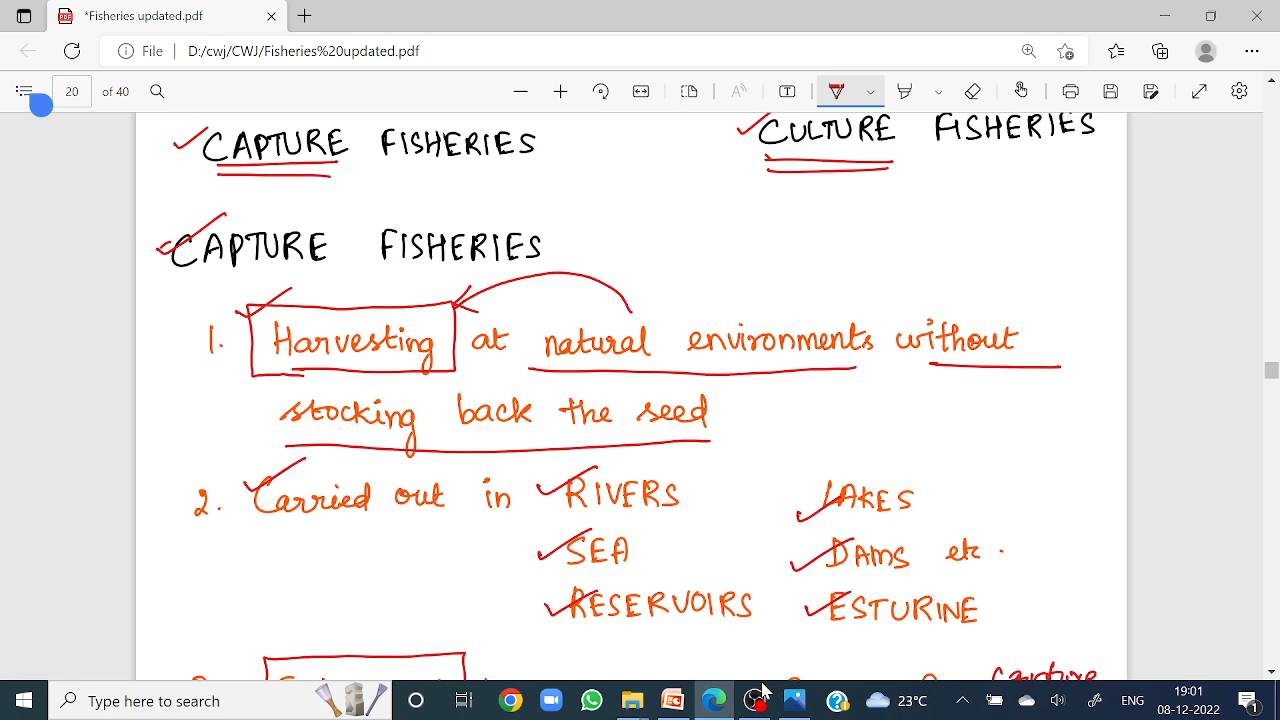 *Fisheries updated.pdf
File D:/cwj/CWJ/Fisheries%20updated.pdf
20 of 40
CAPTURE FISHERIES CULTURE FISHERIES
CAPTURE FISHERIES
1. Harvesting at natural environments without
stocking back the seed
2. Carried out in RIVERS LAKES
SEA DAMS etc.
RESERVOIRS ESTURINE
capture
Type here to search
23°C ENG 19:01
08-12-2022